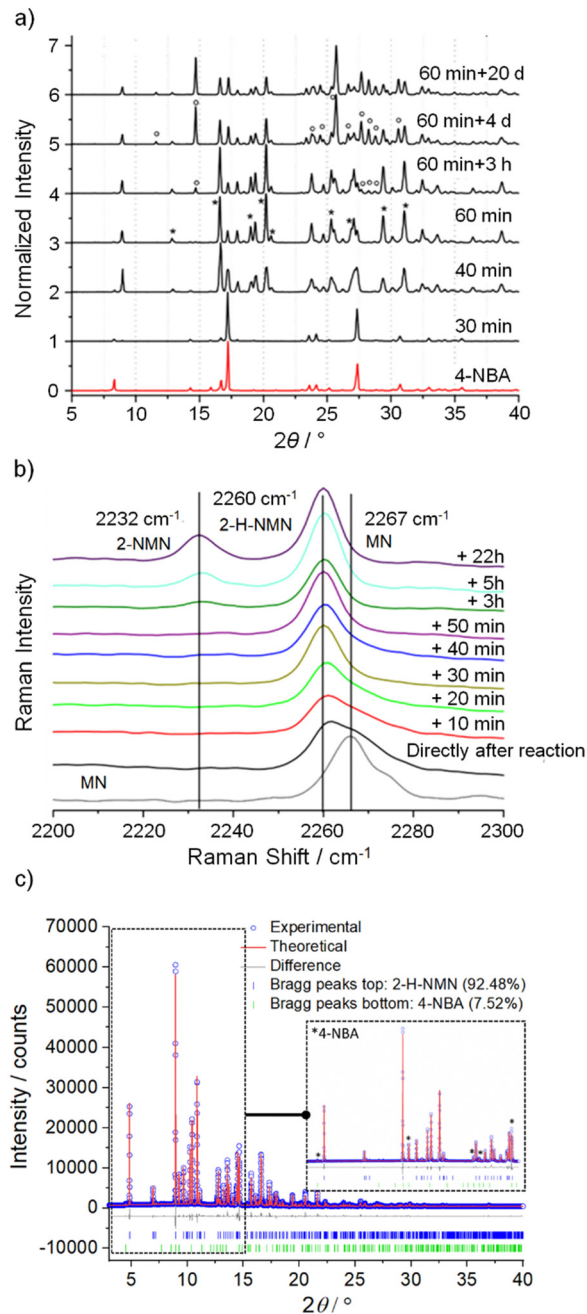 a)
7
60 min+20 d
6
60 min+4 d
5
60 min+3 h
4
60 min
3
40 min
2
30 min
1
4-NBA
0
Normalized Intensity
5 10 15 20 25 30 35 40
2θ / °
b)
2232 cm-1
2-NMN
2260 cm-1
2-H-NMN
2267 cm-1
MN
+ 22h
+ 5h
+ 3h
+ 50 min
+ 40 min
+ 30 min
+ 20 min
+ 10 min
Directly after reaction
MN
Raman Intensity
2200 2220 2240 2260 2280 2300
Raman Shift / cm-1
c)
70000
60000
50000
40000
30000
20000
10000
0
-10000
Intensity / counts
Experimental
Theoretical
Difference
Bragg peaks top: 2-H-NMN (92.48%)
Bragg peaks bottom: 4-NBA (7.52%)
*4-NBA
5 10 15 20 25 30 35 40
2θ / °